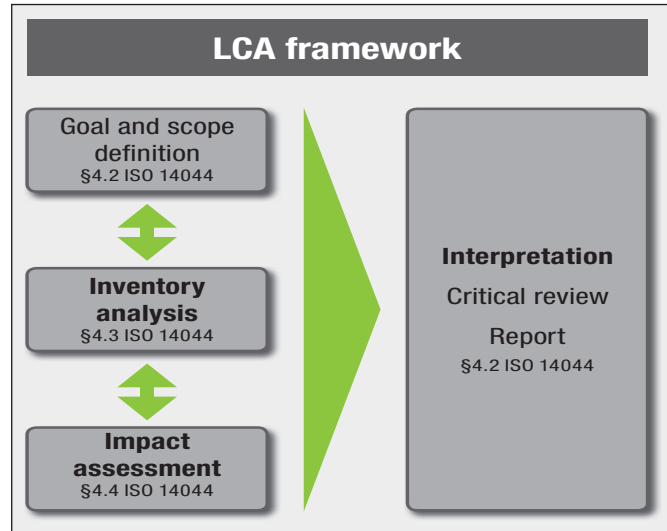 LCA framework
Goal and scope
definition
§4.2 ISO 14044
Inventory
analysis
§4.3 ISO 14044
Impact
assessment
§4.4 ISO 14044
Interpretation
Critical review
Report
§4.2 ISO 14044